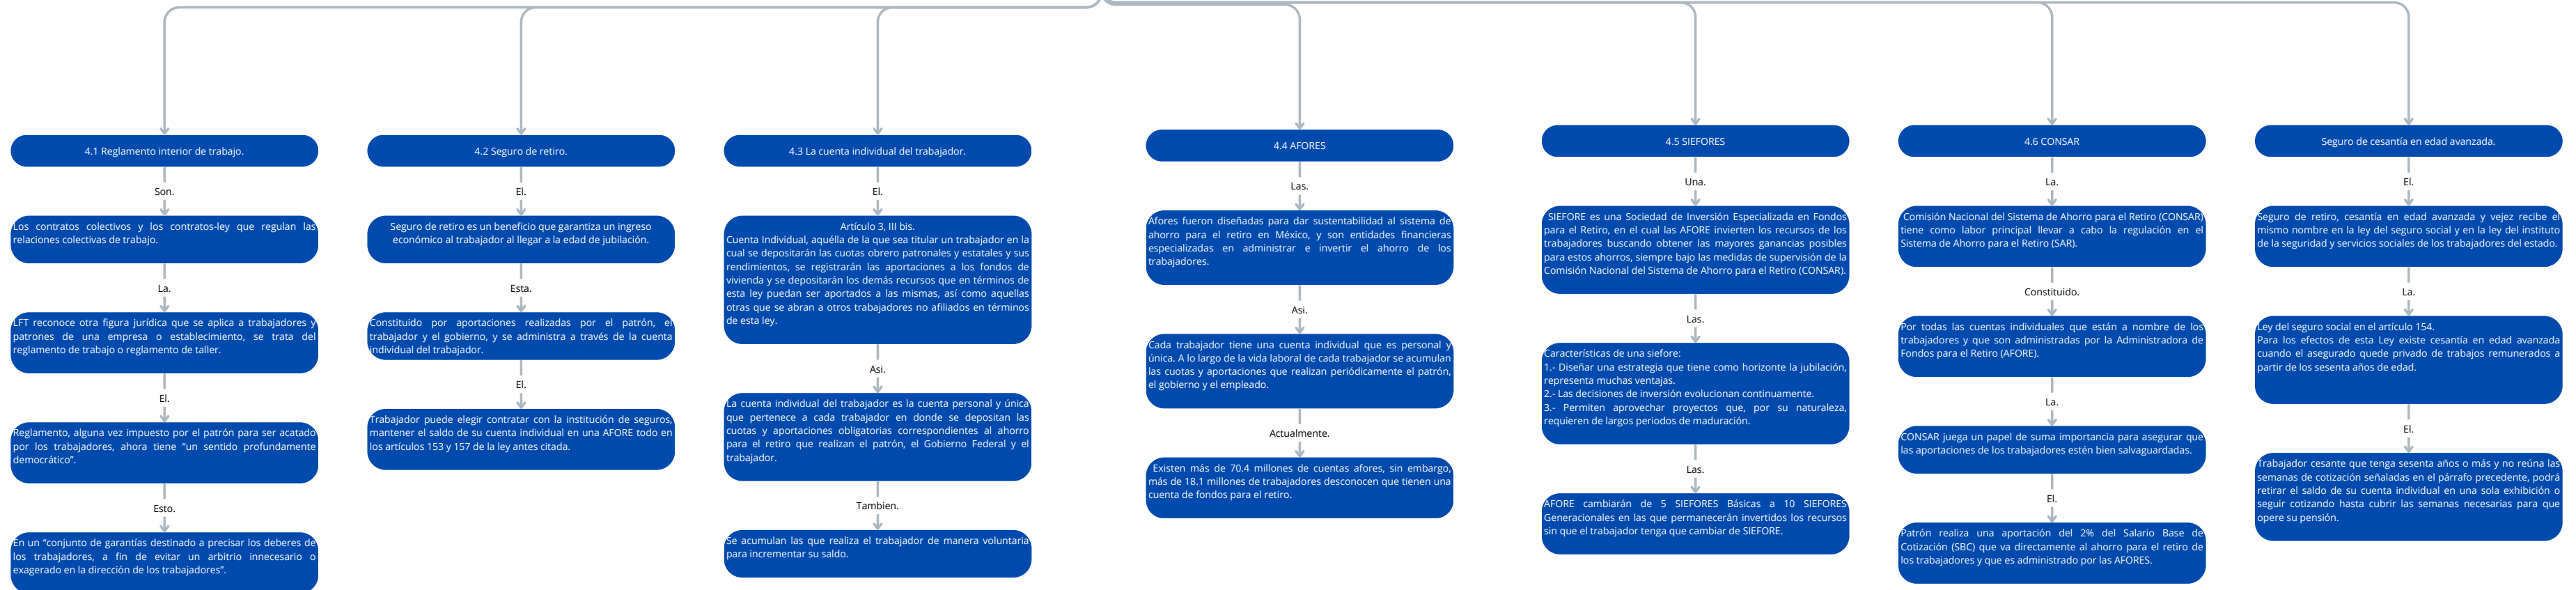 4.1 Reglamento interior de trabajo.
Son.
Los contratos colectivos y los contratos-ley que regulan las
relaciones colectivas de trabajo.
La.
LFT reconoce otra figura jurídica que se aplica a trabajadores y
patrones de una empresa o establecimiento, se trata del
reglamento de trabajo o reglamento de taller.
El.
Reglamento, alguna vez impuesto por el patrón para ser acatado
por los trabajadores, ahora tiene “un sentido profundamente
democrático”.
Esto.
En un “conjunto de garantías destinado a precisar los deberes de
los trabajadores, a fin de evitar un arbitrio innecesario o
exagerado en la dirección de los trabajadores”.
4.2 Seguro de retiro.
El.
Seguro de retiro es un beneficio que garantiza un ingreso
económico al trabajador al llegar a la edad de jubilación.
Esta.
Constituido por aportaciones realizadas por el patrón, el
trabajador y el gobierno, y se administra a través de la cuenta
individual del trabajador.
El.
Trabajador puede elegir contratar con la institución de seguros,
mantener el saldo de su cuenta individual en una AFORE todo en
los artículos 153 y 157 de la ley antes citada.
4.3 La cuenta individual del trabajador.
El.
Artículo 3, III bis.
Cuenta Individual, aquélla de la que sea titular un trabajador en la
cual se depositarán las cuotas obrero patronales y estatales y sus
rendimientos, se registrarán las aportaciones a los fondos de
vivienda y se depositarán los demás recursos que en términos de
esta ley puedan ser aportados a las mismas, así como aquellas
otras que se abran a otros trabajadores no afiliados en términos
de esta ley.
Asi.
La cuenta individual del trabajador es la cuenta personal y única
que pertenece a cada trabajador en donde se depositan las
cuotas y aportaciones obligatorias correspondientes al ahorro
para el retiro que realizan el patrón, el Gobierno Federal y el
trabajador.
Tambien.
Se acumulan las que realiza el trabajador de manera voluntaria
para incrementar su saldo.
4.4 AFORES
Las.
Afores fueron diseñadas para dar sustentabilidad al sistema de
ahorro para el retiro en México, y son entidades financieras
especializadas en administrar e invertir el ahorro de los
trabajadores.
Asi.
Cada trabajador tiene una cuenta individual que es personal y
única. A lo largo de la vida laboral de cada trabajador se acumulan
las cuotas y aportaciones que realizan periódicamente el patrón,
el gobierno y el empleado.
Actualmente.
Existen más de 70.4 millones de cuentas afores, sin embargo,
más de 18.1 millones de trabajadores desconocen que tienen una
cuenta de fondos para el retiro.
4.5 SIEFORES
Una.
SIEFORE es una Sociedad de Inversión Especializada en Fondos
para el Retiro, en el cual las AFORE invierten los recursos de los
trabajadores buscando obtener las mayores ganancias posibles
para estos ahorros, siempre bajo las medidas de supervisión de la
Comisión Nacional del Sistema de Ahorro para el Retiro (CONSAR).
Las.
Características de una siefore:
1.- Diseñar una estrategia que tiene como horizonte la jubilación,
representa muchas ventajas.
2.- Las decisiones de inversión evolucionan continuamente.
3.- Permiten aprovechar proyectos que, por su naturaleza,
requieren de largos periodos de maduración.
Las.
AFORE cambiarán de 5 SIEFORES Básicas a 10 SIEFORES
Generacionales en las que permanecerán invertidos los recursos
sin que el trabajador tenga que cambiar de SIEFORE.
4.6 CONSAR
La.
Comisión Nacional del Sistema de Ahorro para el Retiro (CONSAR)
tiene como labor principal llevar a cabo la regulación en el
Sistema de Ahorro para el Retiro (SAR).
Constituido.
Por todas las cuentas individuales que están a nombre de los
trabajadores y que son administradas por la Administradora de
Fondos para el Retiro (AFORE).
La.
CONSAR juega un papel de suma importancia para asegurar que
las aportaciones de los trabajadores estén bien salvaguardadas.
El.
Patrón realiza una aportación del 2% del Salario Base de
Cotización (SBC) que va directamente al ahorro para el retiro de
los trabajadores y que es administrado por las AFORES.
Seguro de cesantía en edad avanzada.
El.
Seguro de retiro, cesantía en edad avanzada y vejez recibe el
mismo nombre en la ley del seguro social y en la ley del instituto
de la seguridad y servicios sociales de los trabajadores del estado.
La.
Ley del seguro social en el artículo 154.
Para los efectos de esta Ley existe cesantía en edad avanzada
cuando el asegurado quede privado de trabajos remunerados a
partir de los sesenta años de edad.
El.
Trabajador cesante que tenga sesenta años o más y no reúna las
semanas de cotización señaladas en el párrafo precedente, podrá
retirar el saldo de su cuenta individual en una sola exhibición o
seguir cotizando hasta cubrir las semanas necesarias para que
opere su pensión.